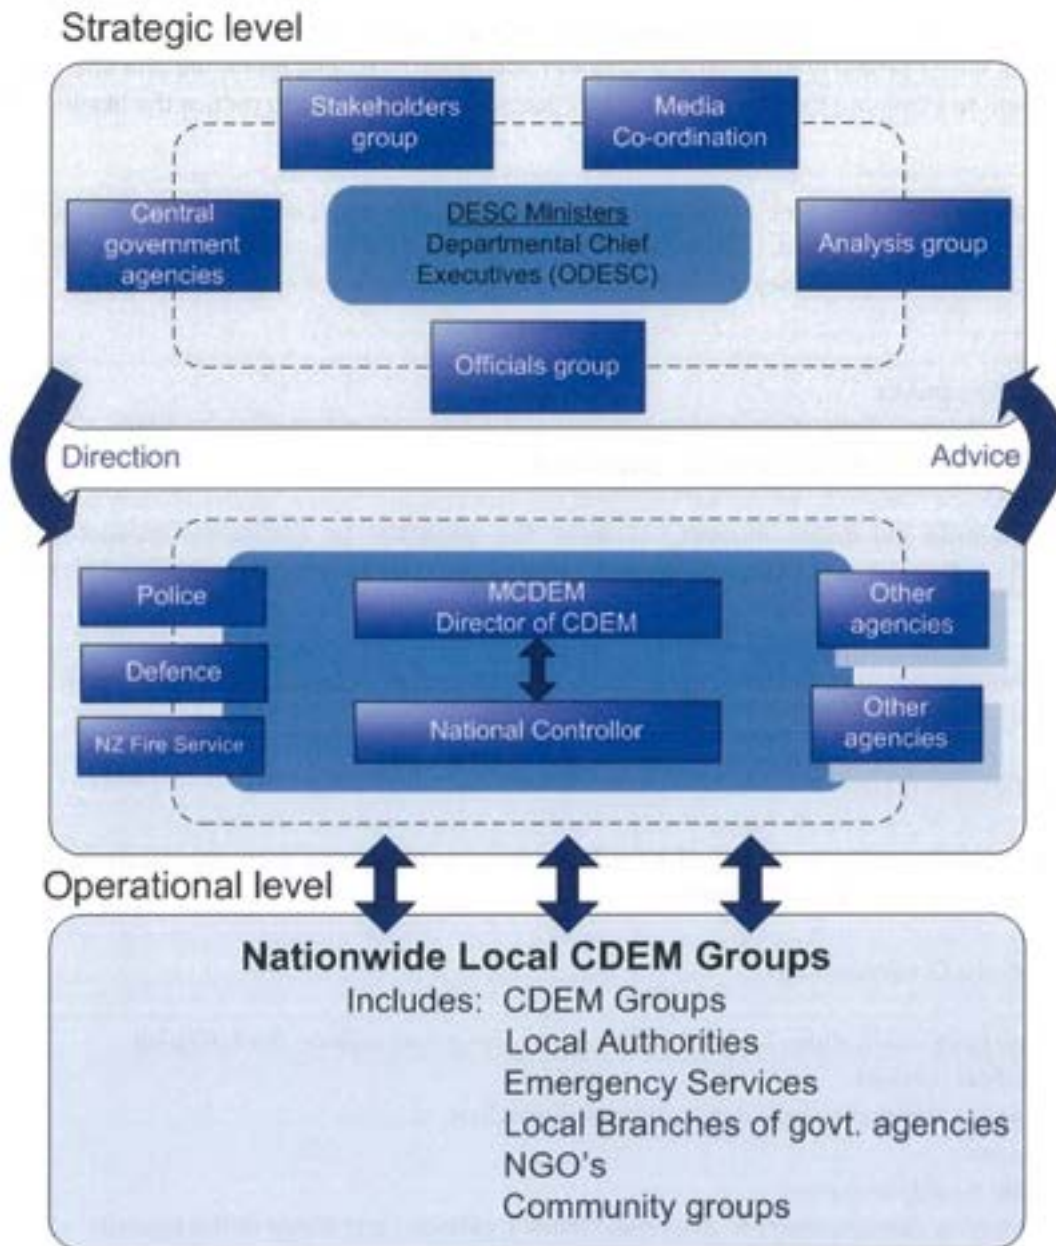 Strategic level
Stakeholders
group
Media
Co-ordination
Central
government
agencies
DESC Ministers
Departmental Chief
Executives (ODESC)
Analysis group
Officials group
Direction
Advice
Police
Defence
NZ Fire Service
MCDEM
Director of CDEM
National Controllor
Other
agencies
Other
agencies
Operational level
Nationwide Local CDEM Groups
Includes: CDEM Groups
Local Authorities
Emergency Services
Local Branches of govt. agencies
NGO's
Community groups